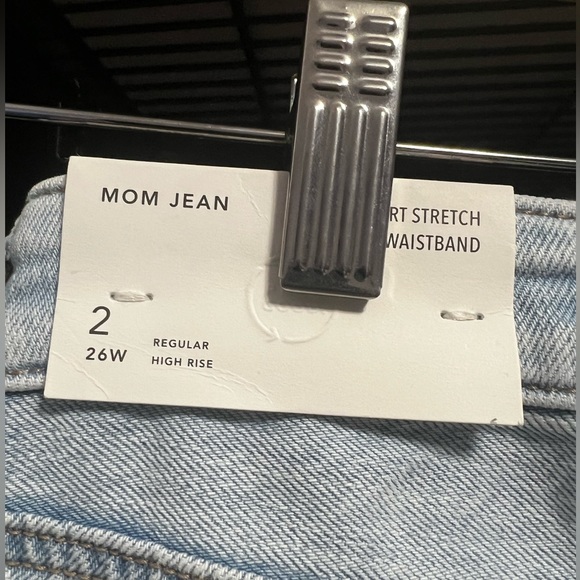 MOM JEAN
RT STRETCH
WAISTBAND
2
26W
REGULAR
HIGH RISE